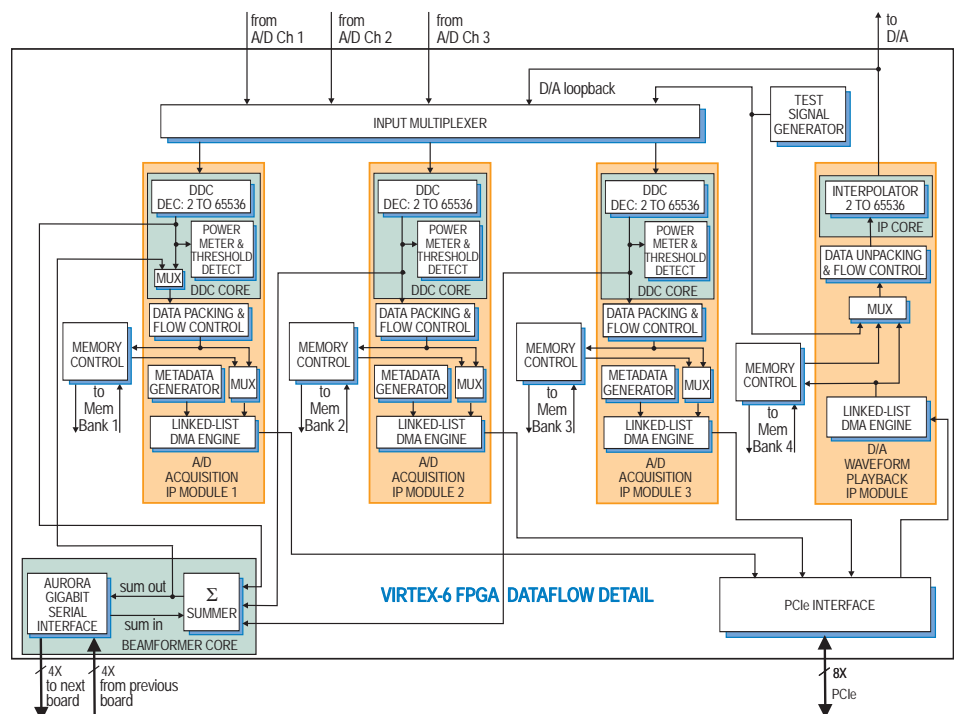 from
A/D Ch 1
from
A/D Ch 2
from
A/D Ch 3
to
D/A
D/A loopback
INPUT MULTIPLEXER
TEST
SIGNAL
GENERATOR
DDC
DEC: 2 TO 65536
POWER
METER &
THRESHOLD
DETECT
MUX
DDC CORE
DATA PACKING &
FLOW CONTROL
MEMORY
CONTROL
METADATA
GENERATOR
MUX
to
Mem
Bank 1
LINKED-LIST
DMA ENGINE
A/D
ACQUISITION
IP MODULE 1
DDC
DEC: 2 TO 65536
POWER
METER &
THRESHOLD
DETECT
DDC CORE
DATA PACKING &
FLOW CONTROL
MEMORY
CONTROL
METADATA
GENERATOR
MUX
to
Mem
Bank 2
LINKED-LIST
DMA ENGINE
A/D
ACQUISITION
IP MODULE 2
DDC
DEC: 2 TO 65536
POWER
METER &
THRESHOLD
DETECT
DDC CORE
DATA PACKING &
FLOW CONTROL
MEMORY
CONTROL
METADATA
GENERATOR
MUX
to
Mem
Bank 3
LINKED-LIST
DMA ENGINE
A/D
ACQUISITION
IP MODULE 3
INTERPOLATOR
2 TO 65536
IP CORE
DATA UNPACKING
& FLOW CONTROL
MUX
MEMORY
CONTROL
to
Mem
Bank 4
LINKED-LIST
DMA ENGINE
D/A
WAVEFORM
PLAYBACK
IP MODULE
AURORA
GIGABIT
SERIAL
INTERFACE
sum out
sum in
Σ
SUMMER
BEAMFORMER CORE
VIRTEX-6 FPGA DATAFLOW DETAIL
PCIe INTERFACE
4X
to next
board
4X
from previous
board
8X
PCIe